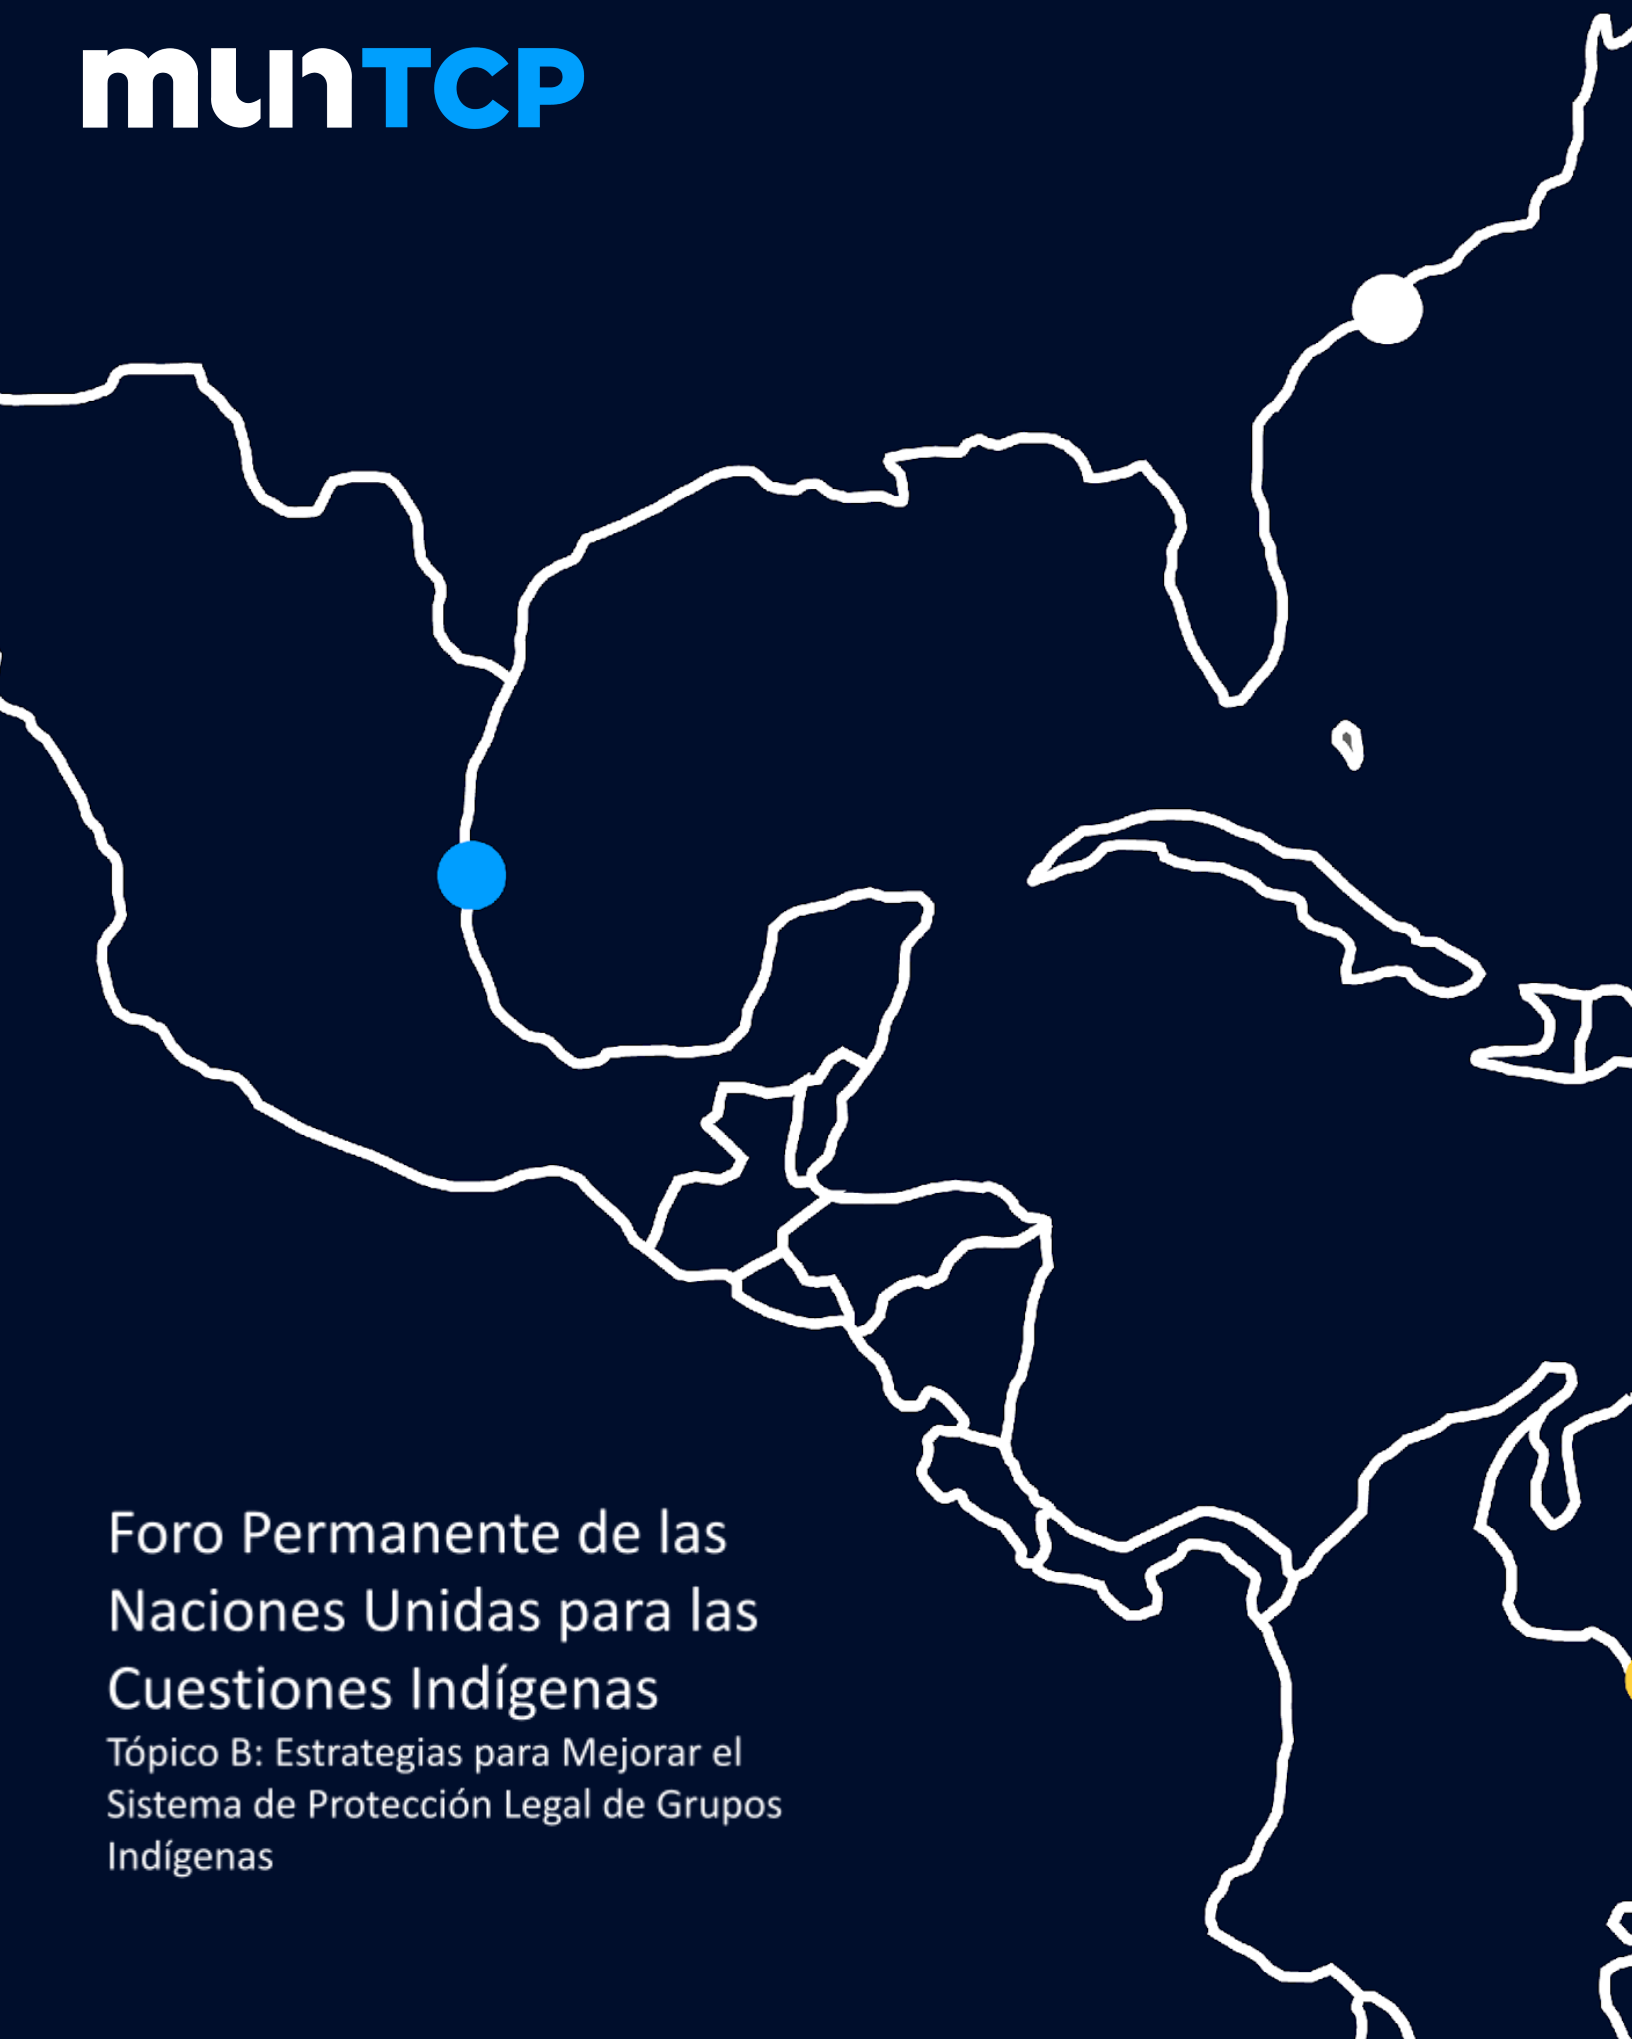 munTCP
Foro Permanente de las
Naciones Unidas para las
Cuestiones Indígenas
Tópico B: Estrategias para Mejorar el
Sistema de Protección Legal de Grupos
Indígenas